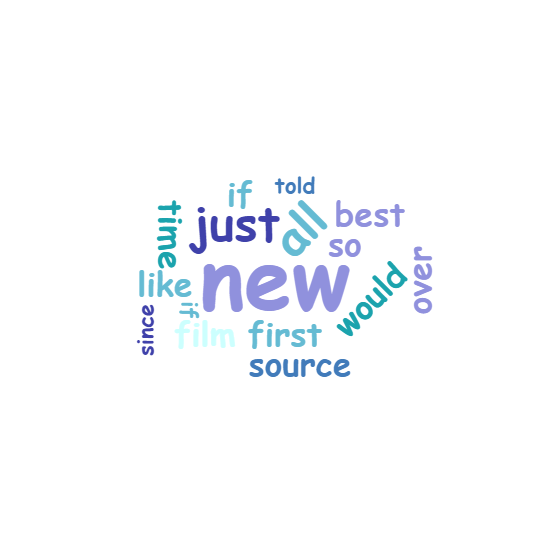 told
if
time
just
all
best
so
new
like
would
over
since
if
film
first
source